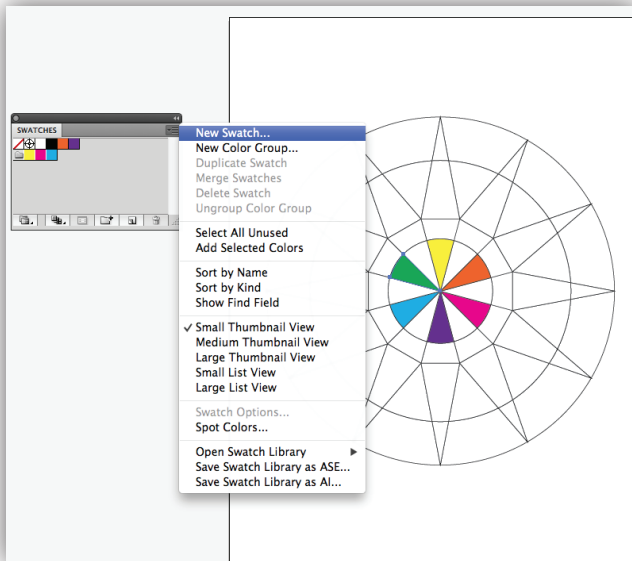 SWATCHES
New Swatch...
New Color Group...
Duplicate Swatch
Merge Swatches
Delete Swatch
Ungroup Color Group
Select All Unused
Add Selected Colors
Sort by Name
Sort by Kind
Show Find Field
✓ Small Thumbnail View
Medium Thumbnail View
Large Thumbnail View
Small List View
Large List View
Swatch Options...
Spot Colors...
Open Swatch Library
Save Swatch Library as ASE...
Save Swatch Library as AI...